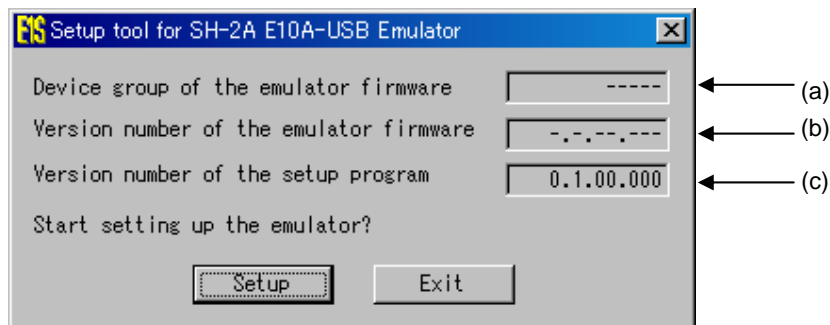 E1S Setup tool for SH-2A E10A-USB Emulator
Device group of the emulator firmware ----- (a)
Version number of the emulator firmware -.-.--.--- (b)
Version number of the setup program 0.1.00.000 (c)
Start setting up the emulator?
Setup Exit